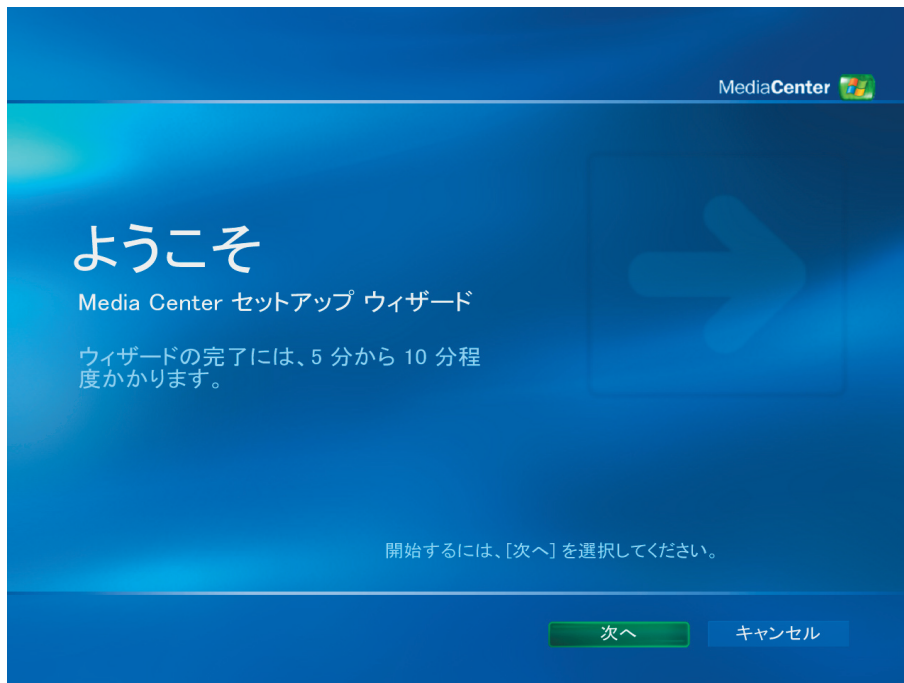 MediaCenter
ようこそ
Media Center セットアップ ウィザード
ウィザードの完了には、5 分から 10 分程
度かかります。
開始するには、[次へ] を選択してください。
次へ
キャンセル